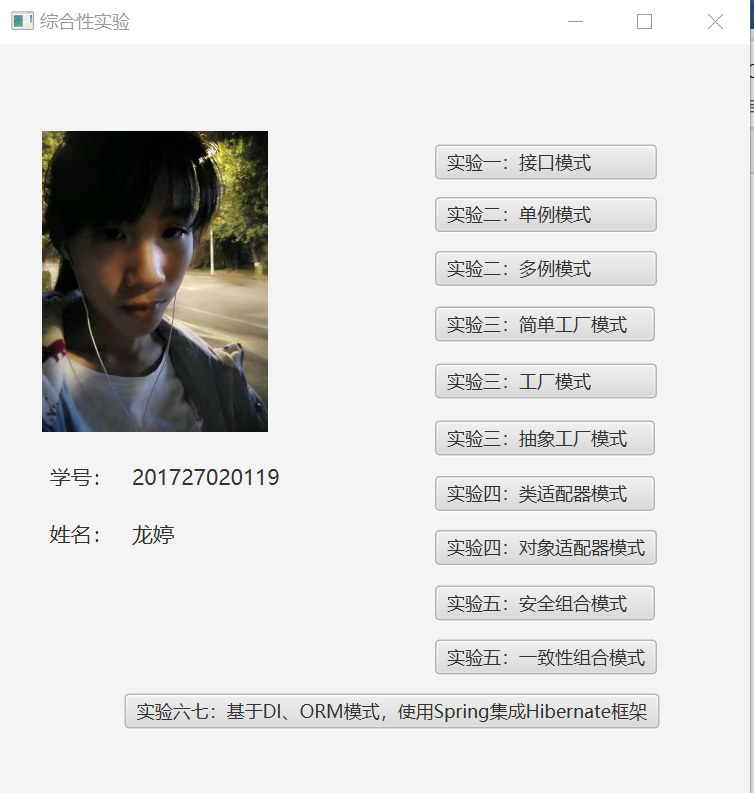 综合性实验
实验一：接口模式
实验二：单例模式
实验二：多例模式
实验三：简单工厂模式
实验三：工厂模式
实验三：抽象工厂模式
学号： 201727020119
实验四：类适配器模式
姓名： 龙婷
实验四：对象适配器模式
实验五：安全组合模式
实验五：一致性组合模式
实验六七：基于DI、ORM模式，使用Spring集成Hibernate框架